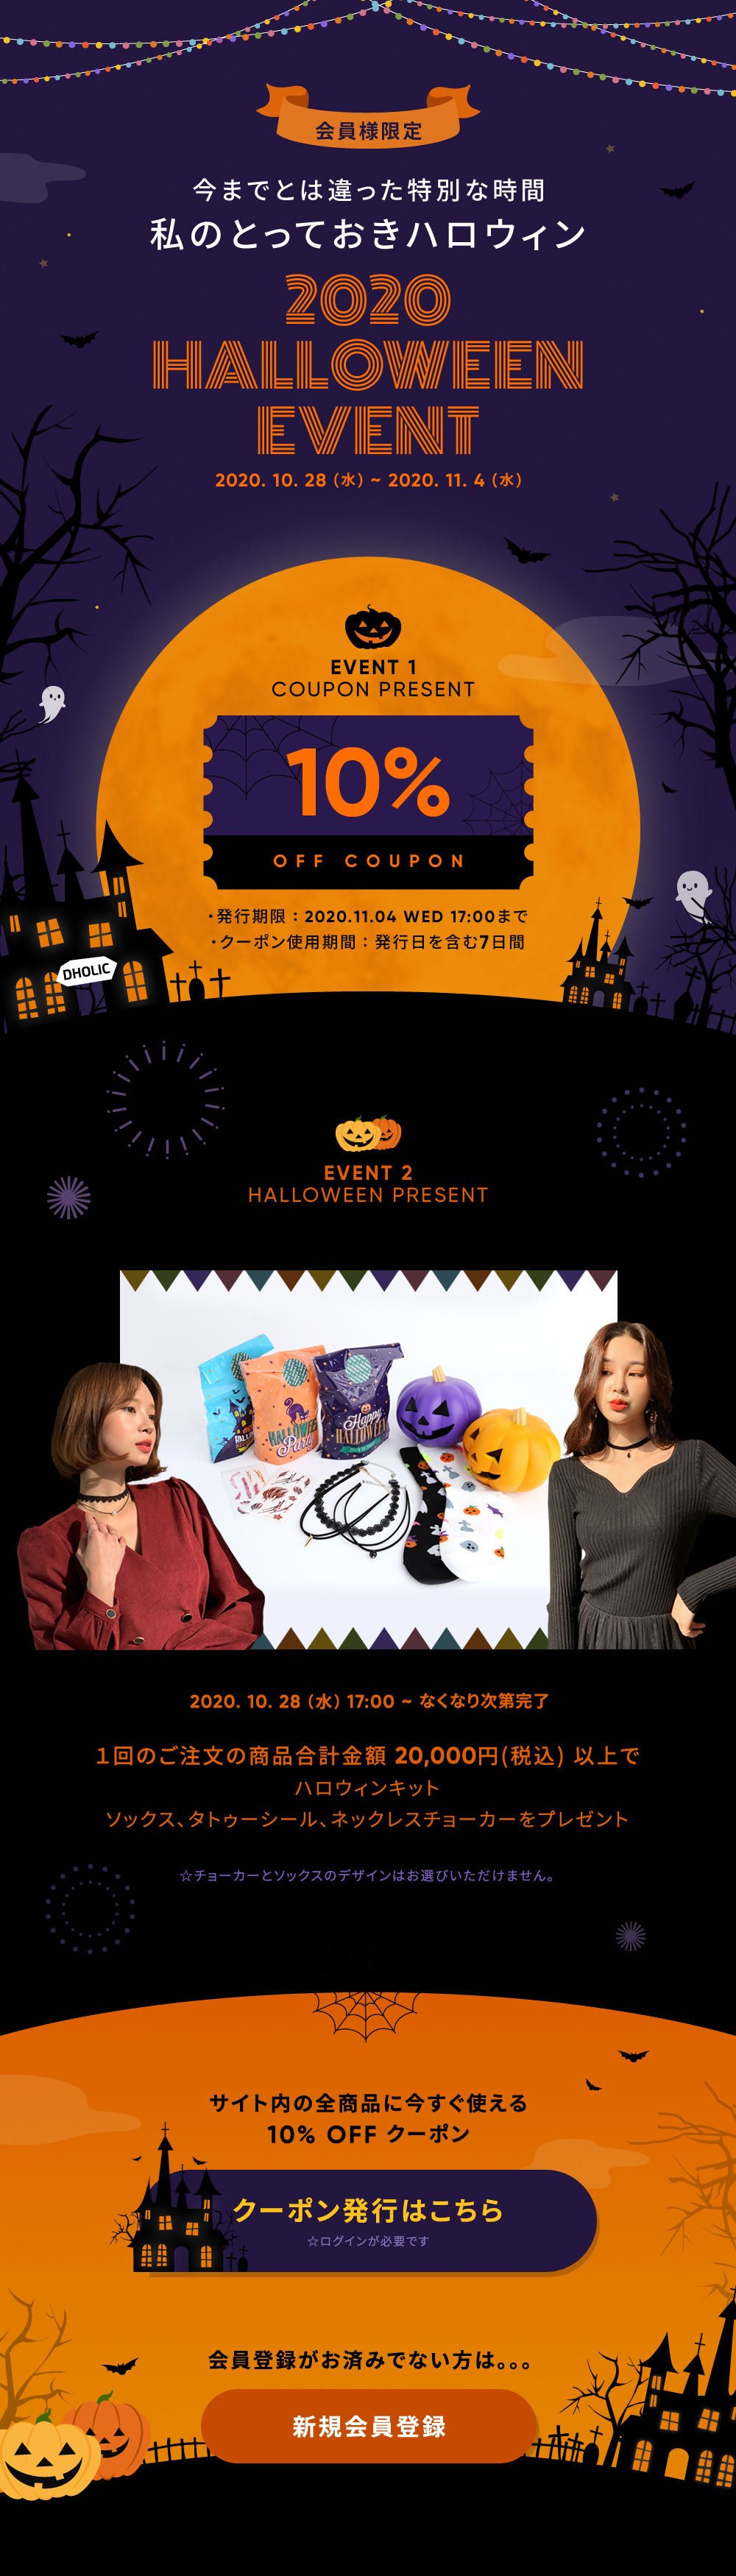 会員様限定
今までとは違った特別な時間
私のとっておきハロウィン
2020
HALLOWEEN
EVENT
2020. 10. 28 (水) ~ 2020. 11. 4 (水)
EVENT 1
COUPON PRESENT
10%
OFF COUPON
・発行期限：2020.11.04 WED 17:00まで
・クーポン使用期間：発行日を含む7日間
DHOLIC
EVENT 2
HALLOWEEN PRESENT
HALLOWEEN
Party
Happy
HALLOWEEN
2020. 10. 28 (水) 17:00 ~ なくなり次第完了
1回のご注文の商品合計金額 20,000円(税込) 以上で
ハロウィンキット
ソックス、タトゥーシール、ネックレスチョーカーをプレゼント
☆チョーカーとソックスのデザインはお選びいただけません。
サイト内の全商品に今すぐ使える
10% OFF クーポン
クーポン発行はこちら
☆ログインが必要です
会員登録がお済みでない方は。。。
新規会員登録